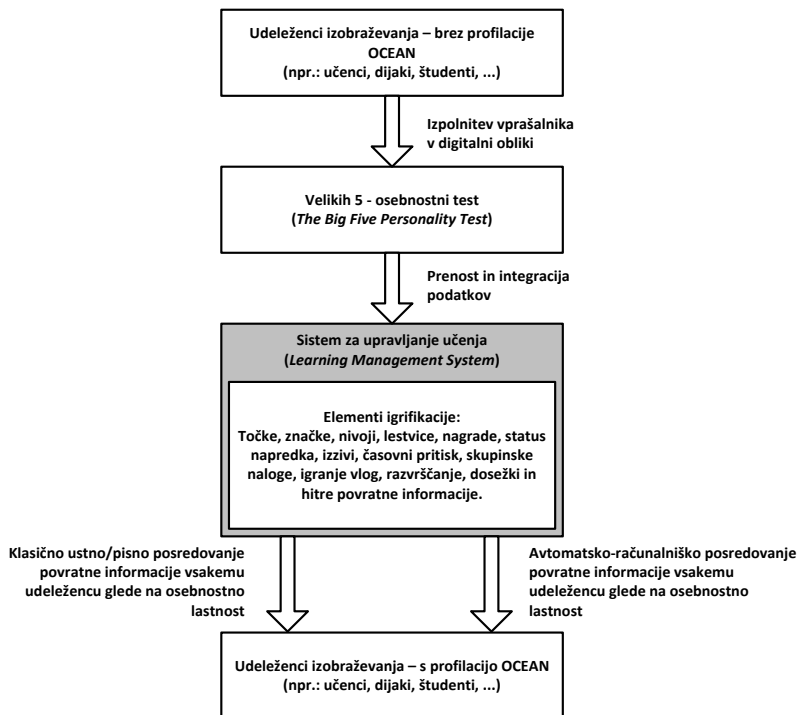 Udeleženci izobraževanja – brez profilacije
OCEAN
(npr.: učenci, dijaki, študenti, ...)
Izpolnitev vprašalnika
v digitalni obliki
Velikih 5 - osebnostni test
(The Big Five Personality Test)
Prenost in integracija
podatkov
Sistem za upravljanje učenja
(Learning Management System)
Elementi igrifikacije:
Točke, značke, nivoji, lestvice, nagrade, status
napredka, izzivi, časovni pritisk, skupinske
naloge, igranje vlog, razvrščanje, dosežki in
hitre povratne informacije.
Klasično ustno/pisno posredovanje
povratne informacije vsakemu
udeležencu glede na osebnostno
lastnost
Avtomatsko-računalniško posredovanje
povratne informacije vsakemu
udeležencu glede na osebnostno
lastnost
Udeleženci izobraževanja – s profilacijo OCEAN
(npr.: učenci, dijaki, študenti, ...)